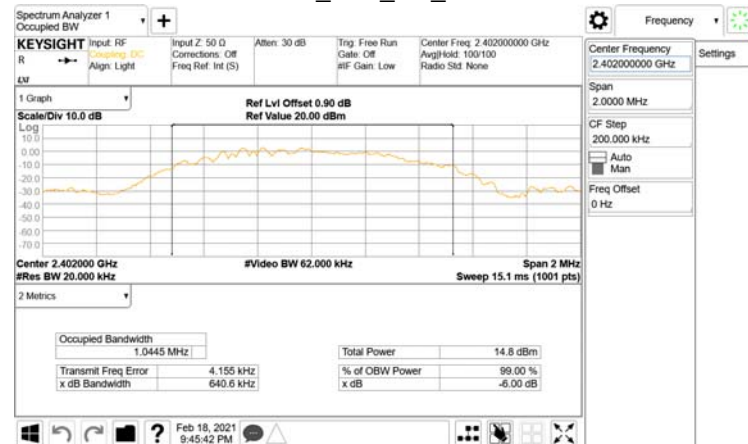 Spectrum Analyzer 1
Occupied BW
Frequency
KEYSIGHT
R
Input: RF
Coupling: DC
Align: Light
Input Z: 50 Ω
Corrections: Off
Freq Ref: Int (S)
Atten: 30 dB
Trig: Free Run
Gate: Off
#IF Gain: Low
Center Freq: 2.402000000 GHz
Avg|Hold: 100/100
Radio Std: None
Center Frequency
2.402000000 GHz
Settings
Span
2.0000 MHz
CF Step
200.000 kHz
Auto
Man
Freq Offset
0 Hz
1 Graph
Scale/Div 10.0 dB
Ref Lvl Offset 0.90 dB
Ref Value 20.00 dBm
Log
10.0
0.00
-10.0
-20.0
-30.0
-40.0
-50.0
-60.0
-70.0
Center 2.402000 GHz
#Res BW 20.000 kHz
#Video BW 62.000 kHz
Span 2 MHz
Sweep 15.1 ms (1001 pts)
2 Metrics
Occupied Bandwidth
1.0445 MHz
Total Power 14.8 dBm
Transmit Freq Error 4.155 kHz
% of OBW Power 99.00 %
x dB Bandwidth 640.6 kHz
x dB -6.00 dB
?
Feb 18, 2021
9:45:42 PM